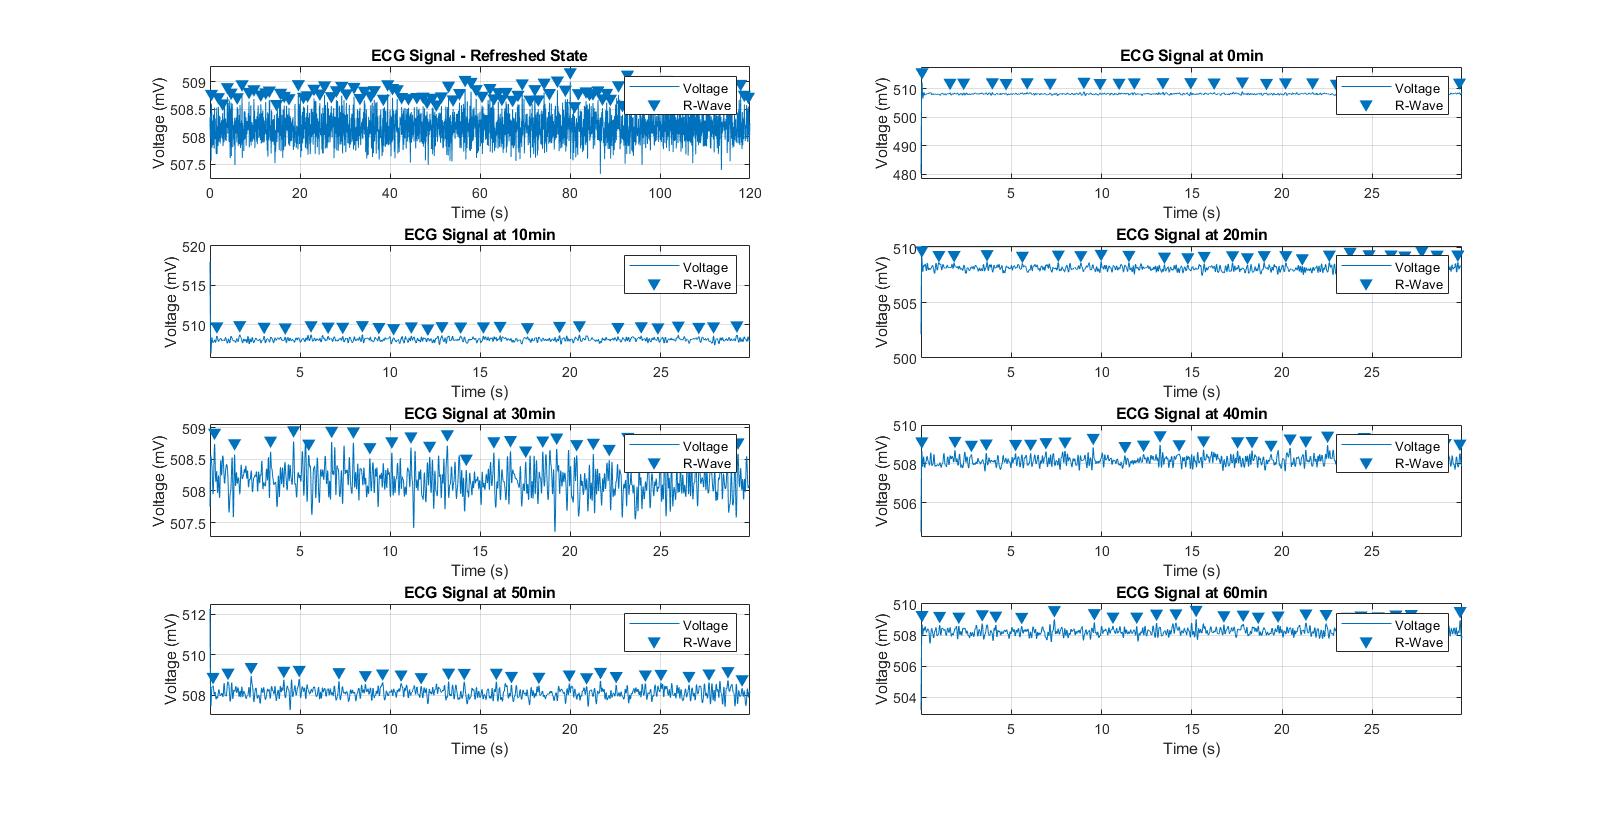 ECG Signal - Refreshed State
Voltage (mV)
509
508.5
508
507.5
Voltage
R-Wave
0 20 40 60 80 100 120
Time (s)
ECG Signal at 0min
Voltage (mV)
510
500
490
480
Voltage
R-Wave
5 10 15 20 25
Time (s)
ECG Signal at 10min
Voltage (mV)
520
515
510
Voltage
R-Wave
5 10 15 20 25
Time (s)
ECG Signal at 20min
Voltage (mV)
510
505
500
Voltage
R-Wave
5 10 15 20 25
Time (s)
ECG Signal at 30min
Voltage (mV)
509
508.5
508
507.5
Voltage
R-Wave
5 10 15 20 25
Time (s)
ECG Signal at 40min
Voltage (mV)
510
508
506
Voltage
R-Wave
5 10 15 20 25
Time (s)
ECG Signal at 50min
Voltage (mV)
512
510
508
Voltage
R-Wave
5 10 15 20 25
Time (s)
ECG Signal at 60min
Voltage (mV)
510
508
506
504
Voltage
R-Wave
5 10 15 20 25
Time (s)